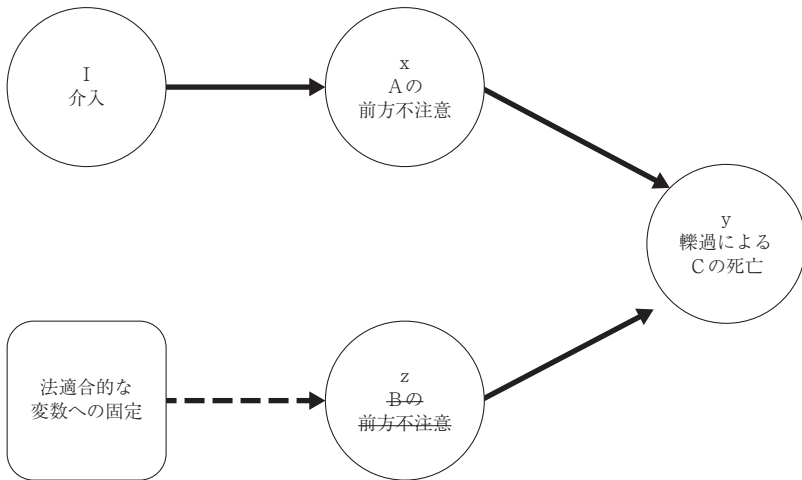 I
介入
x
Aの
前方不注意
y
轢過による
Cの死亡
法適合的な
変数への固定
z
Bの
前方不注意